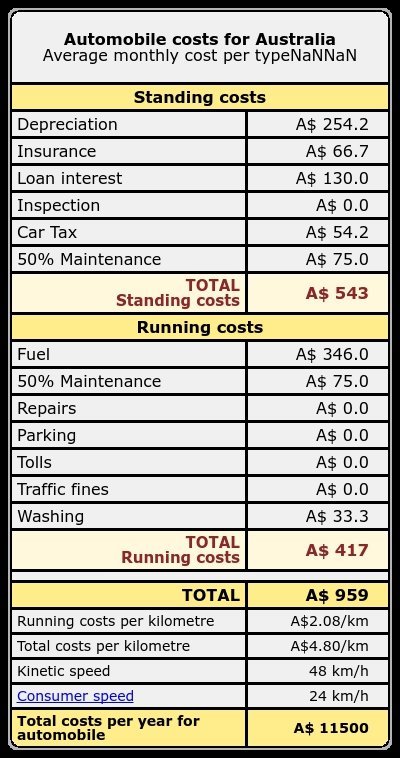 Automobile costs for Australia
Average monthly cost per typeNaNNaN
Standing costs
Depreciation A$ 254.2
Insurance A$ 66.7
Loan interest A$ 130.0
Inspection A$ 0.0
Car Tax A$ 54.2
50% Maintenance A$ 75.0
TOTAL
Standing costs A$ 543
Running costs
Fuel A$ 346.0
50% Maintenance A$ 75.0
Repairs A$ 0.0
Parking A$ 0.0
Tolls A$ 0.0
Traffic fines A$ 0.0
Washing A$ 33.3
TOTAL
Running costs A$ 417
TOTAL A$ 959
Running costs per kilometre A$2.08/km
Total costs per kilometre A$4.80/km
Kinetic speed 48 km/h
Consumer speed 24 km/h
Total costs per year for
automobile A$ 11500